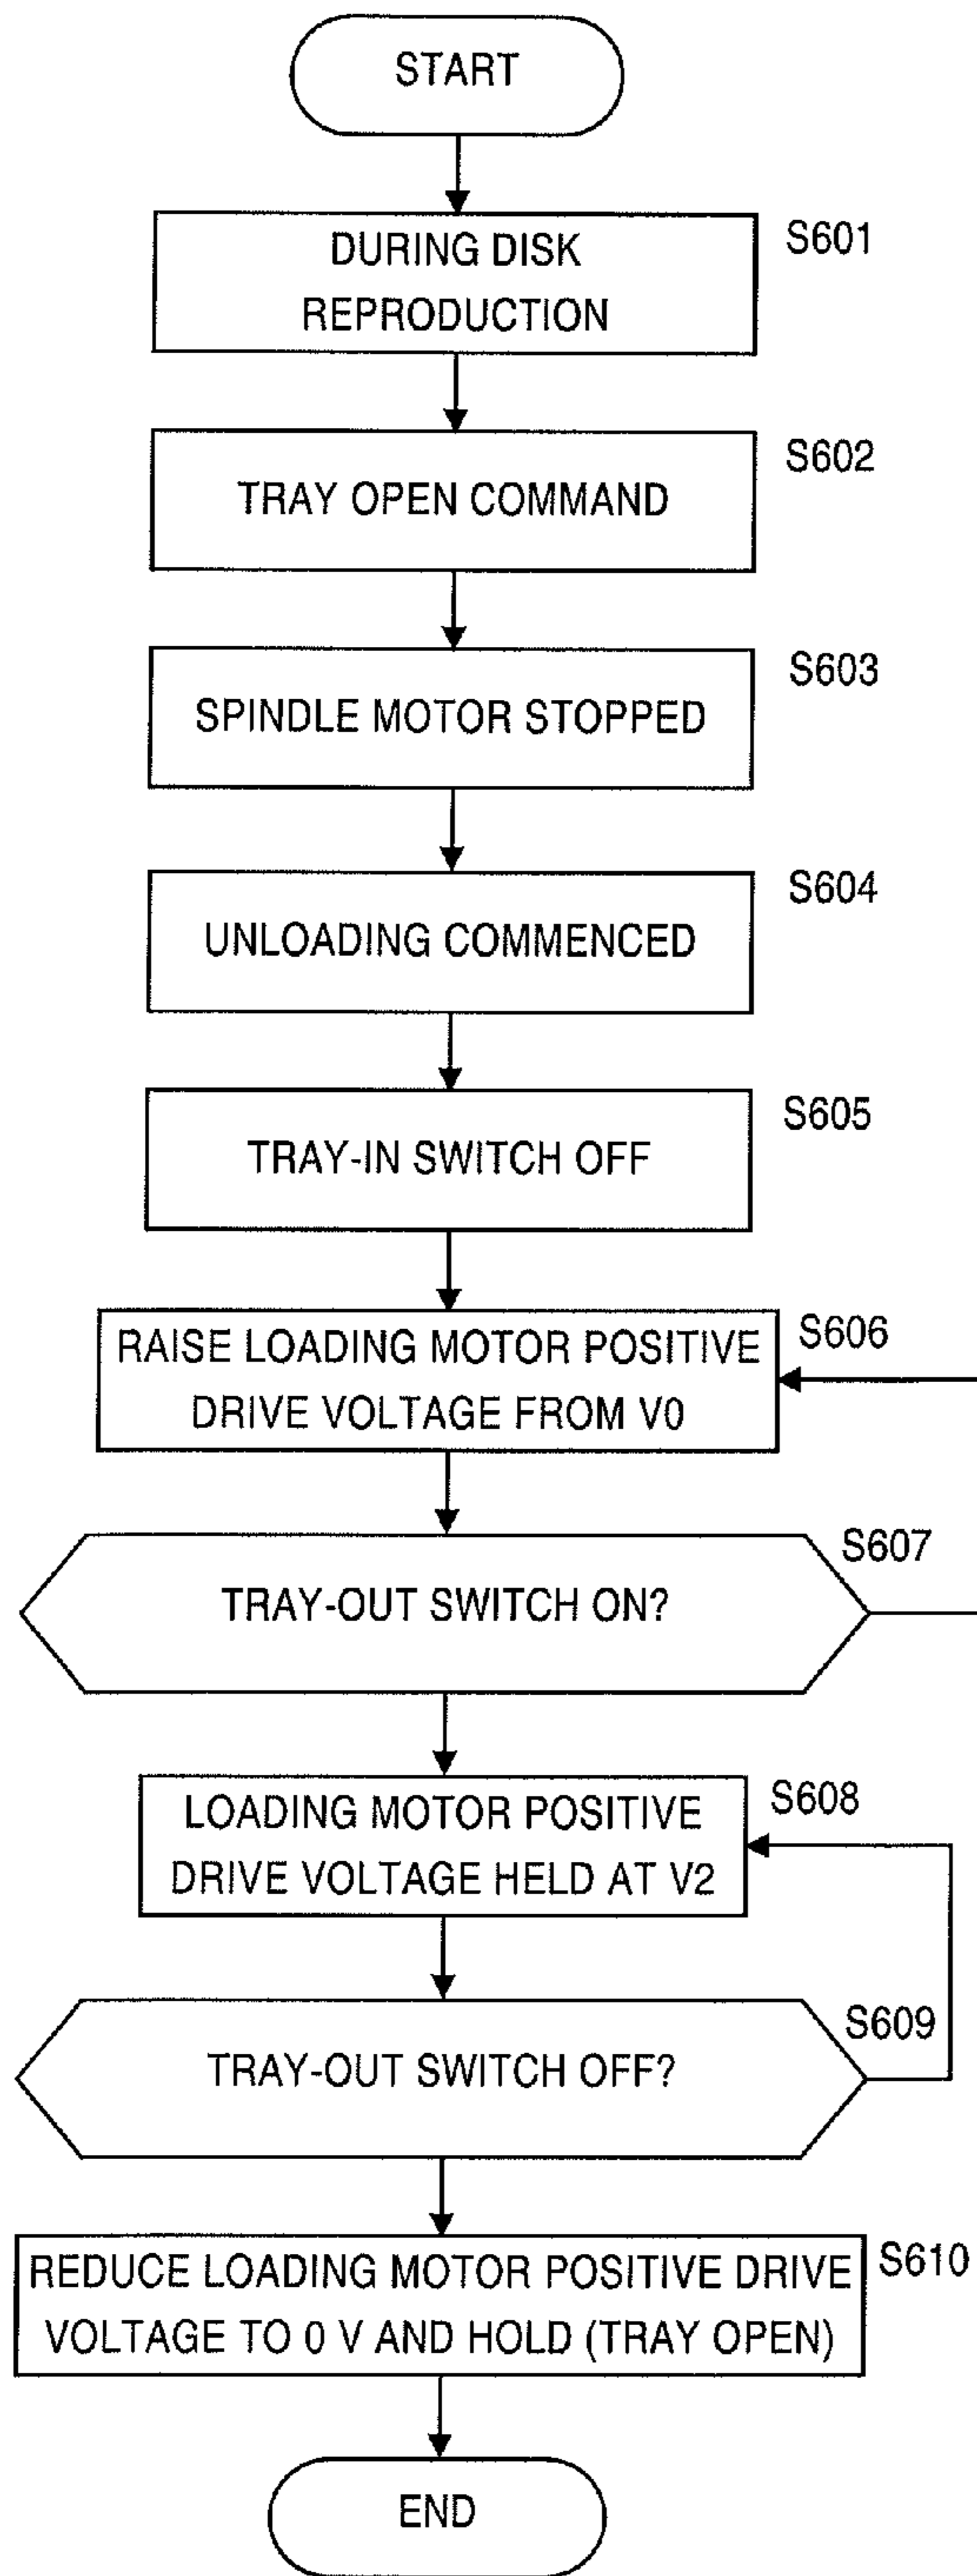 START
DURING DISK
REPRODUCTION
S601
TRAY OPEN COMMAND
S602
SPINDLE MOTOR STOPPED
S603
UNLOADING COMMENCED
S604
TRAY-IN SWITCH OFF
S605
RAISE LOADING MOTOR POSITIVE
DRIVE VOLTAGE FROM V0
S606
TRAY-OUT SWITCH ON?
S607
LOADING MOTOR POSITIVE
DRIVE VOLTAGE HELD AT V2
S608
TRAY-OUT SWITCH OFF?
S609
REDUCE LOADING MOTOR POSITIVE DRIVE
VOLTAGE TO 0 V AND HOLD (TRAY OPEN)
S610
END